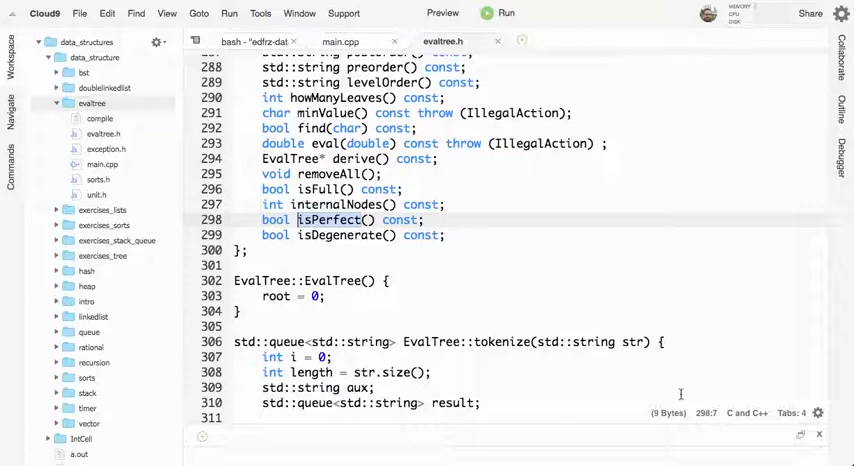 Cloud9 File Edit Find View Goto Run Tools Window Support Preview Run MEMORY CPU DISK Share
Workspace
Navigate
Commands
data_structures
data_structure
bst
doublelinkedlist
evaltree
compile
evaltree.h
exception.h
main.cpp
sorts.h
unit.h
exercises_lists
exercises_sorts
exercises_stack_queue
exercises_tree
hash
heap
intro
linkedlist
queue
rational
recursion
sorts
stack
timer
vector
IntCell
a.out
bash - "edfrz-dat× main.cpp × evaltree.h ×
288 std::string preorder() const;
289 std::string levelOrder() const;
290 int howManyLeaves() const;
291 char minValue() const throw (IllegalAction);
292 bool find(char) const;
293 double eval(double) const throw (IllegalAction) ;
294 EvalTree* derive() const;
295 void removeAll();
296 bool isFull() const;
297 int internalNodes() const;
298 bool isPerfect() const;
299 bool isDegenerate() const;
300 };
301
302 EvalTree::EvalTree() {
303 root = 0;
304 }
305
306 std::queue<std::string> EvalTree::tokenize(std::string str) {
307 int i = 0;
308 int length = str.size();
309 std::string aux;
310 std::queue<std::string> result;
311
(9 Bytes) 298:7 C and C++ Tabs: 4
Collaborate
Outline
Debugger